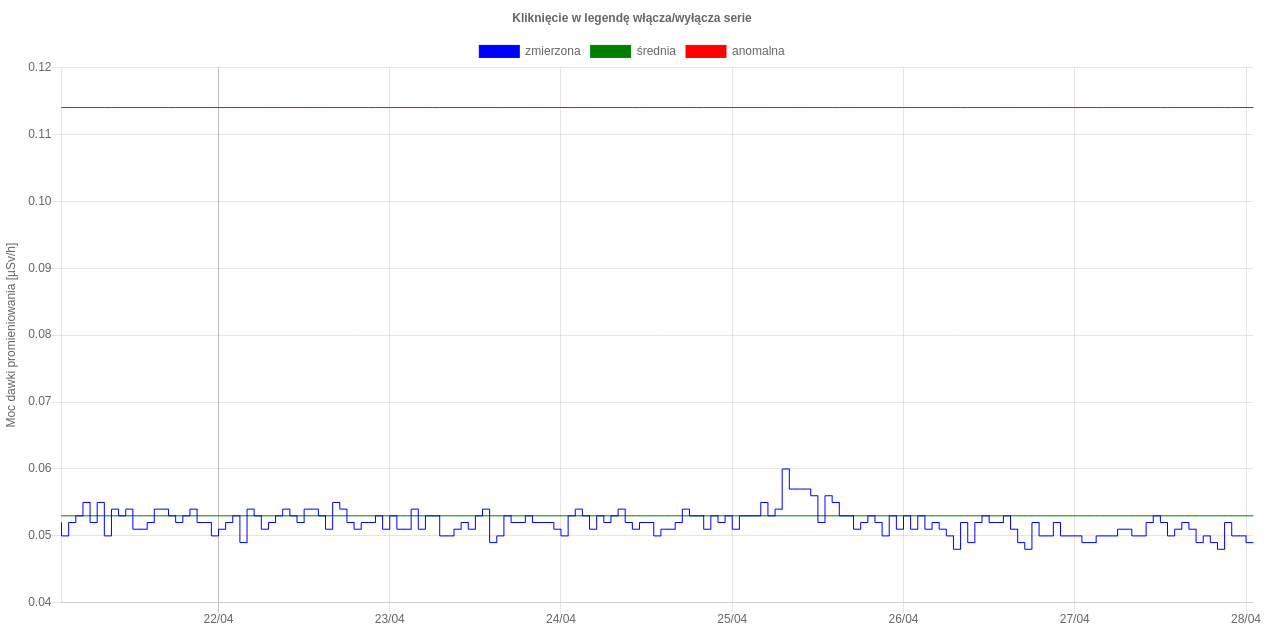 Kliknięcie w legendę włącza/wyłącza serie
zmierzona średnia anomalna
Moc dawki promieniowania [µSv/h]
0.12
0.11
0.10
0.09
0.08
0.07
0.06
0.05
0.04
22/04 23/04 24/04 25/04 26/04 27/04 28/04